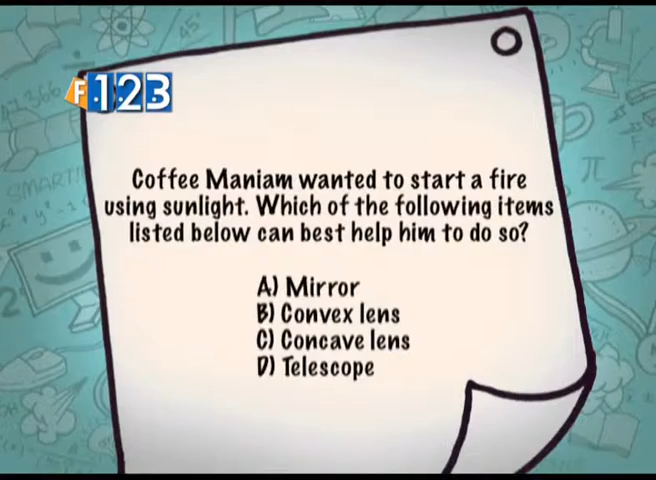 F 123
Coffee Maniam wanted to start a fire
using sunlight. Which of the following items
listed below can best help him to do so?
A) Mirror
B) Convex lens
C) Concave lens
D) Telescope